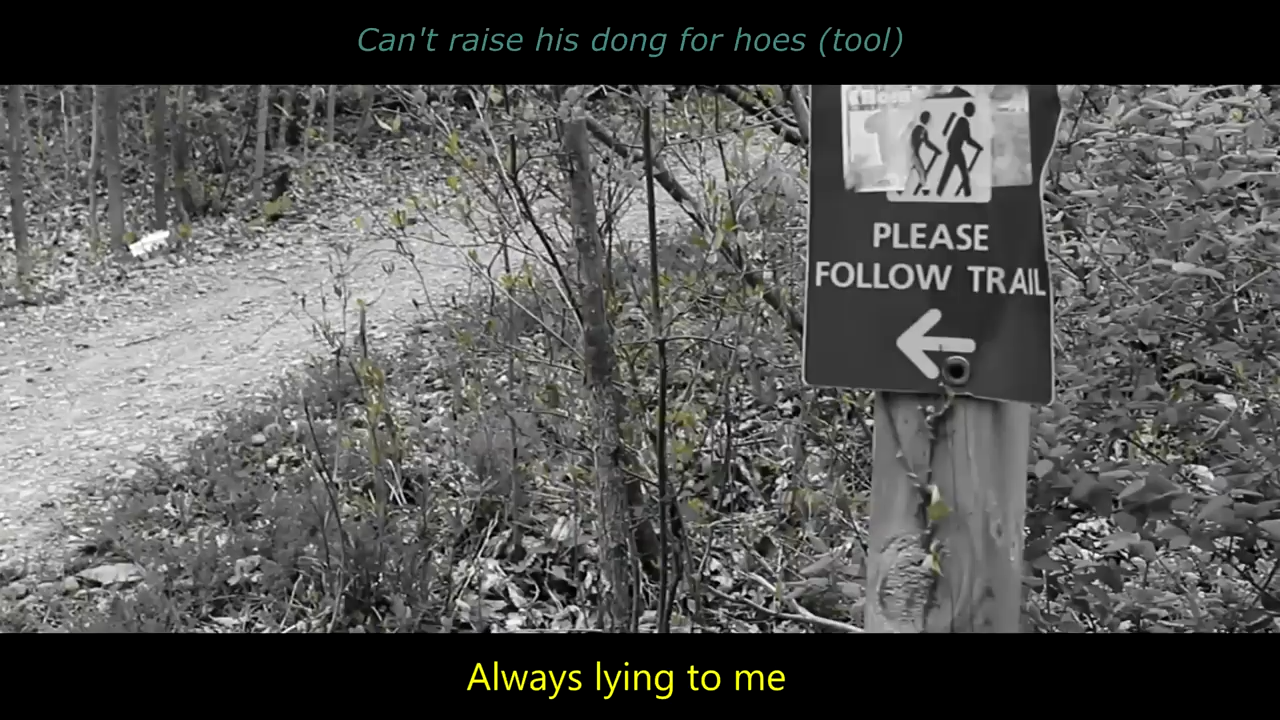 Can't raise his dong for hoes (tool)
PLEASE
FOLLOW TRAIL
Always lying to me